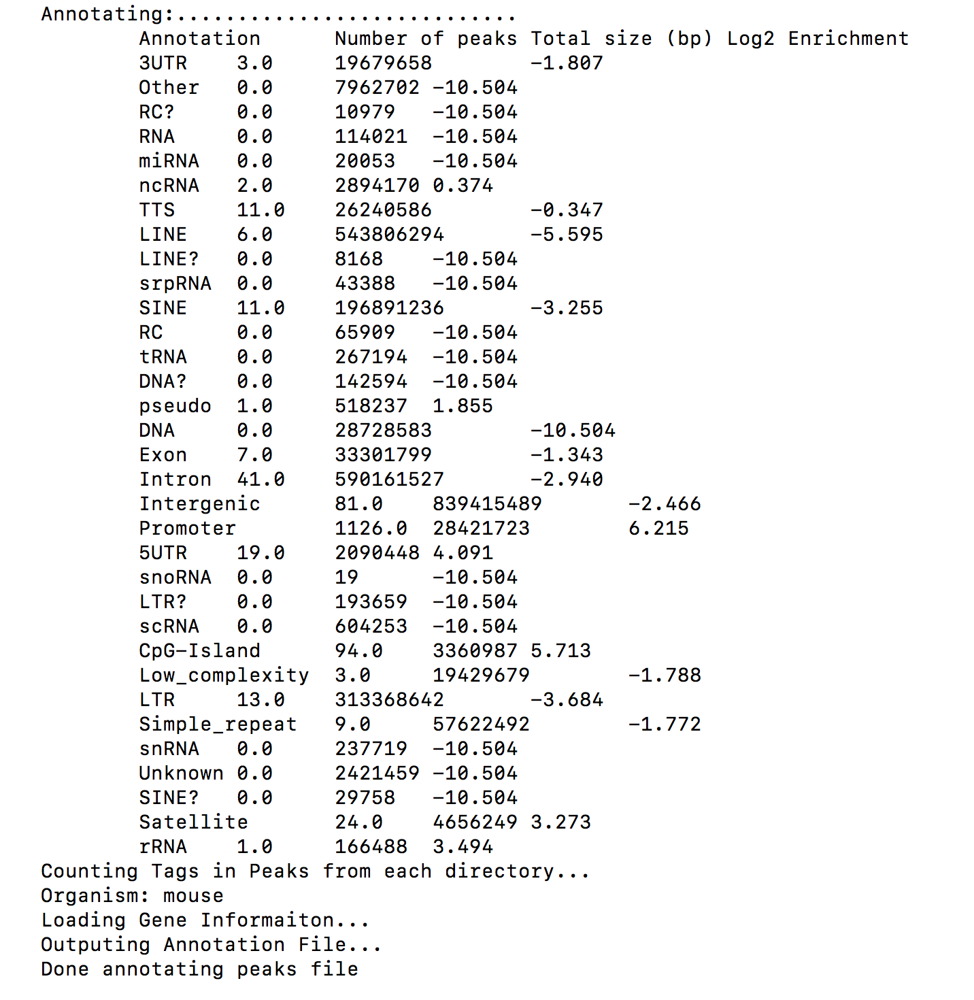 Annotating:............................
Annotation Number of peaks Total size (bp) Log2 Enrichment
3UTR 3.0 19679658 -1.807
Other 0.0 7962702 -10.504
RC? 0.0 10979 -10.504
RNA 0.0 114021 -10.504
miRNA 0.0 20053 -10.504
ncRNA 2.0 2894170 0.374
TTS 11.0 26240586 -0.347
LINE 6.0 543806294 -5.595
LINE? 0.0 8168 -10.504
srpRNA 0.0 43388 -10.504
SINE 11.0 196891236 -3.255
RC 0.0 65909 -10.504
tRNA 0.0 267194 -10.504
DNA? 0.0 142594 -10.504
pseudo 1.0 518237 1.855
DNA 0.0 28728583 -10.504
Exon 7.0 33301799 -1.343
Intron 41.0 590161527 -2.940
Intergenic 81.0 839415489 -2.466
Promoter 1126.0 28421723 6.215
5UTR 19.0 2090448 4.091
snoRNA 0.0 19 -10.504
LTR? 0.0 193659 -10.504
scRNA 0.0 604253 -10.504
CpG-Island 94.0 3360987 5.713
Low_complexity 3.0 19429679 -1.788
LTR 13.0 313368642 -3.684
Simple_repeat 9.0 57622492 -1.772
snRNA 0.0 237719 -10.504
Unknown 0.0 2421459 -10.504
SINE? 0.0 29758 -10.504
Satellite 24.0 4656249 3.273
rRNA 1.0 166488 3.494
Counting Tags in Peaks from each directory...
Organism: mouse
Loading Gene Informaiton...
Outputing Annotation File...
Done annotating peaks file